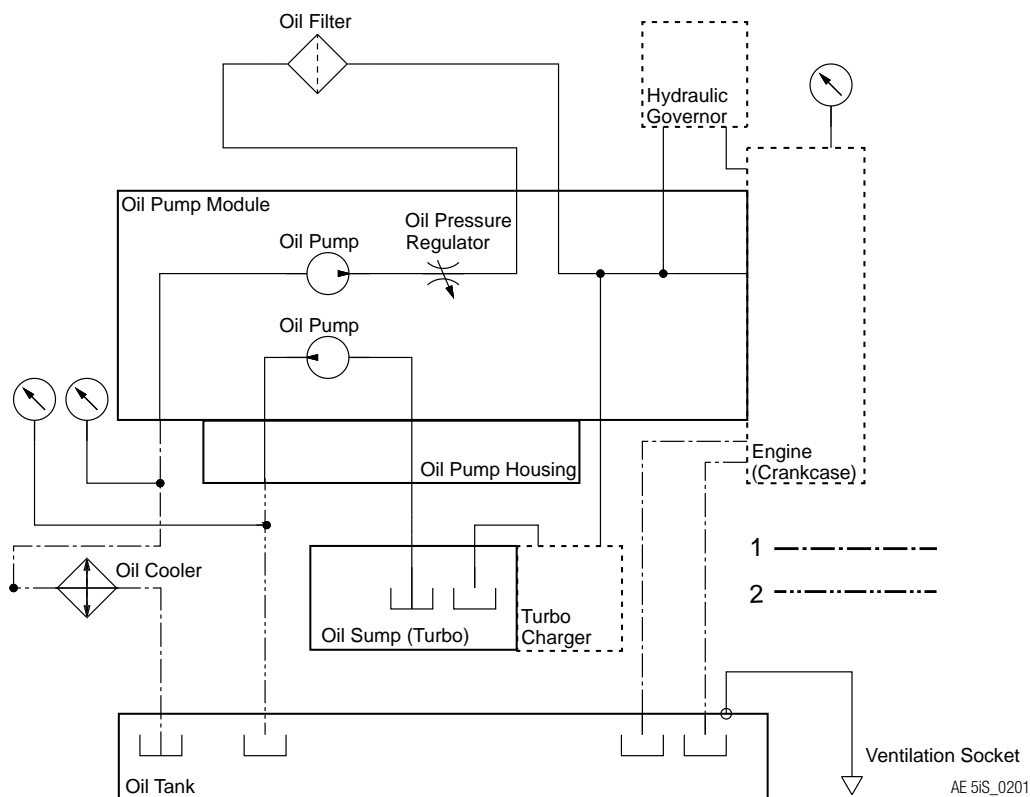 Oil Filter
Hydraulic
Governor
Oil Pump Module
Oil Pressure
Regulator
Oil Pump
Oil Pump
Engine
(Crankcase)
Oil Pump Housing
1
Oil Cooler
2
Turbo
Charger
Oil Sump (Turbo)
Ventilation Socket
Oil Tank
AE 5iS_0201